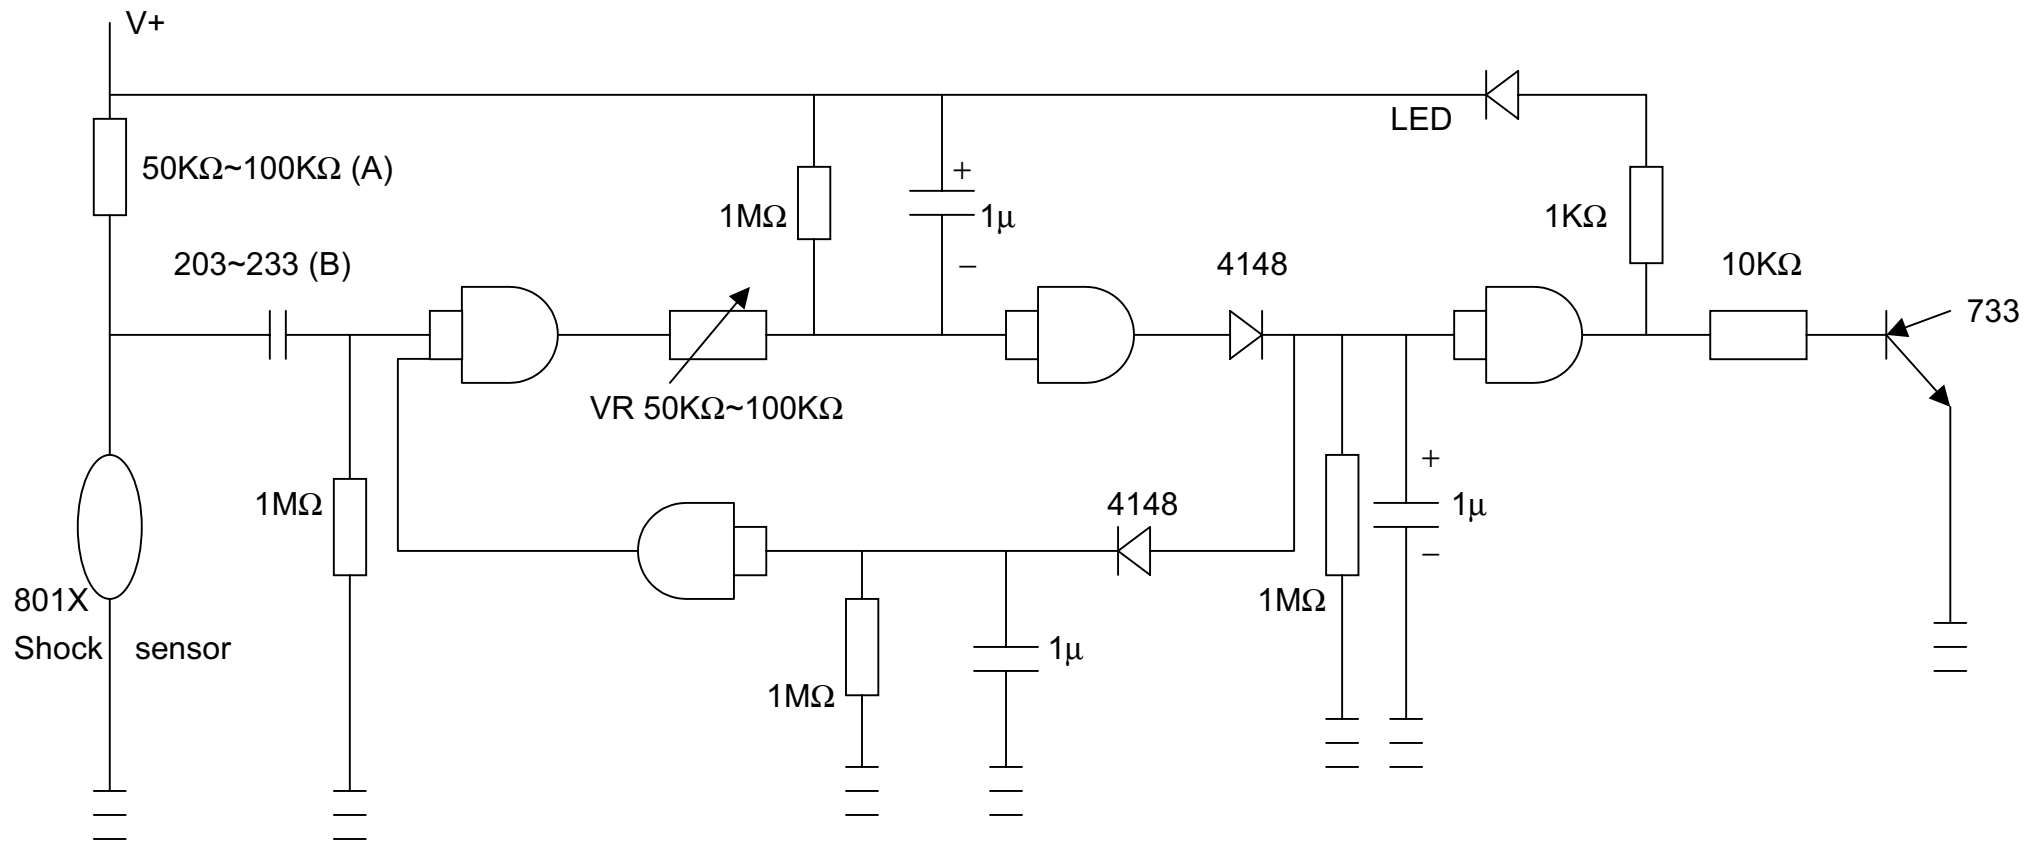 V+
LED
50KΩ~100KΩ (A)
1MΩ
+
1μ
−
1KΩ
203~233 (B)
4148
10KΩ
733
VR 50KΩ~100KΩ
1MΩ
4148
+
1μ
−
801X
Shock sensor
1MΩ
1μ
1MΩ